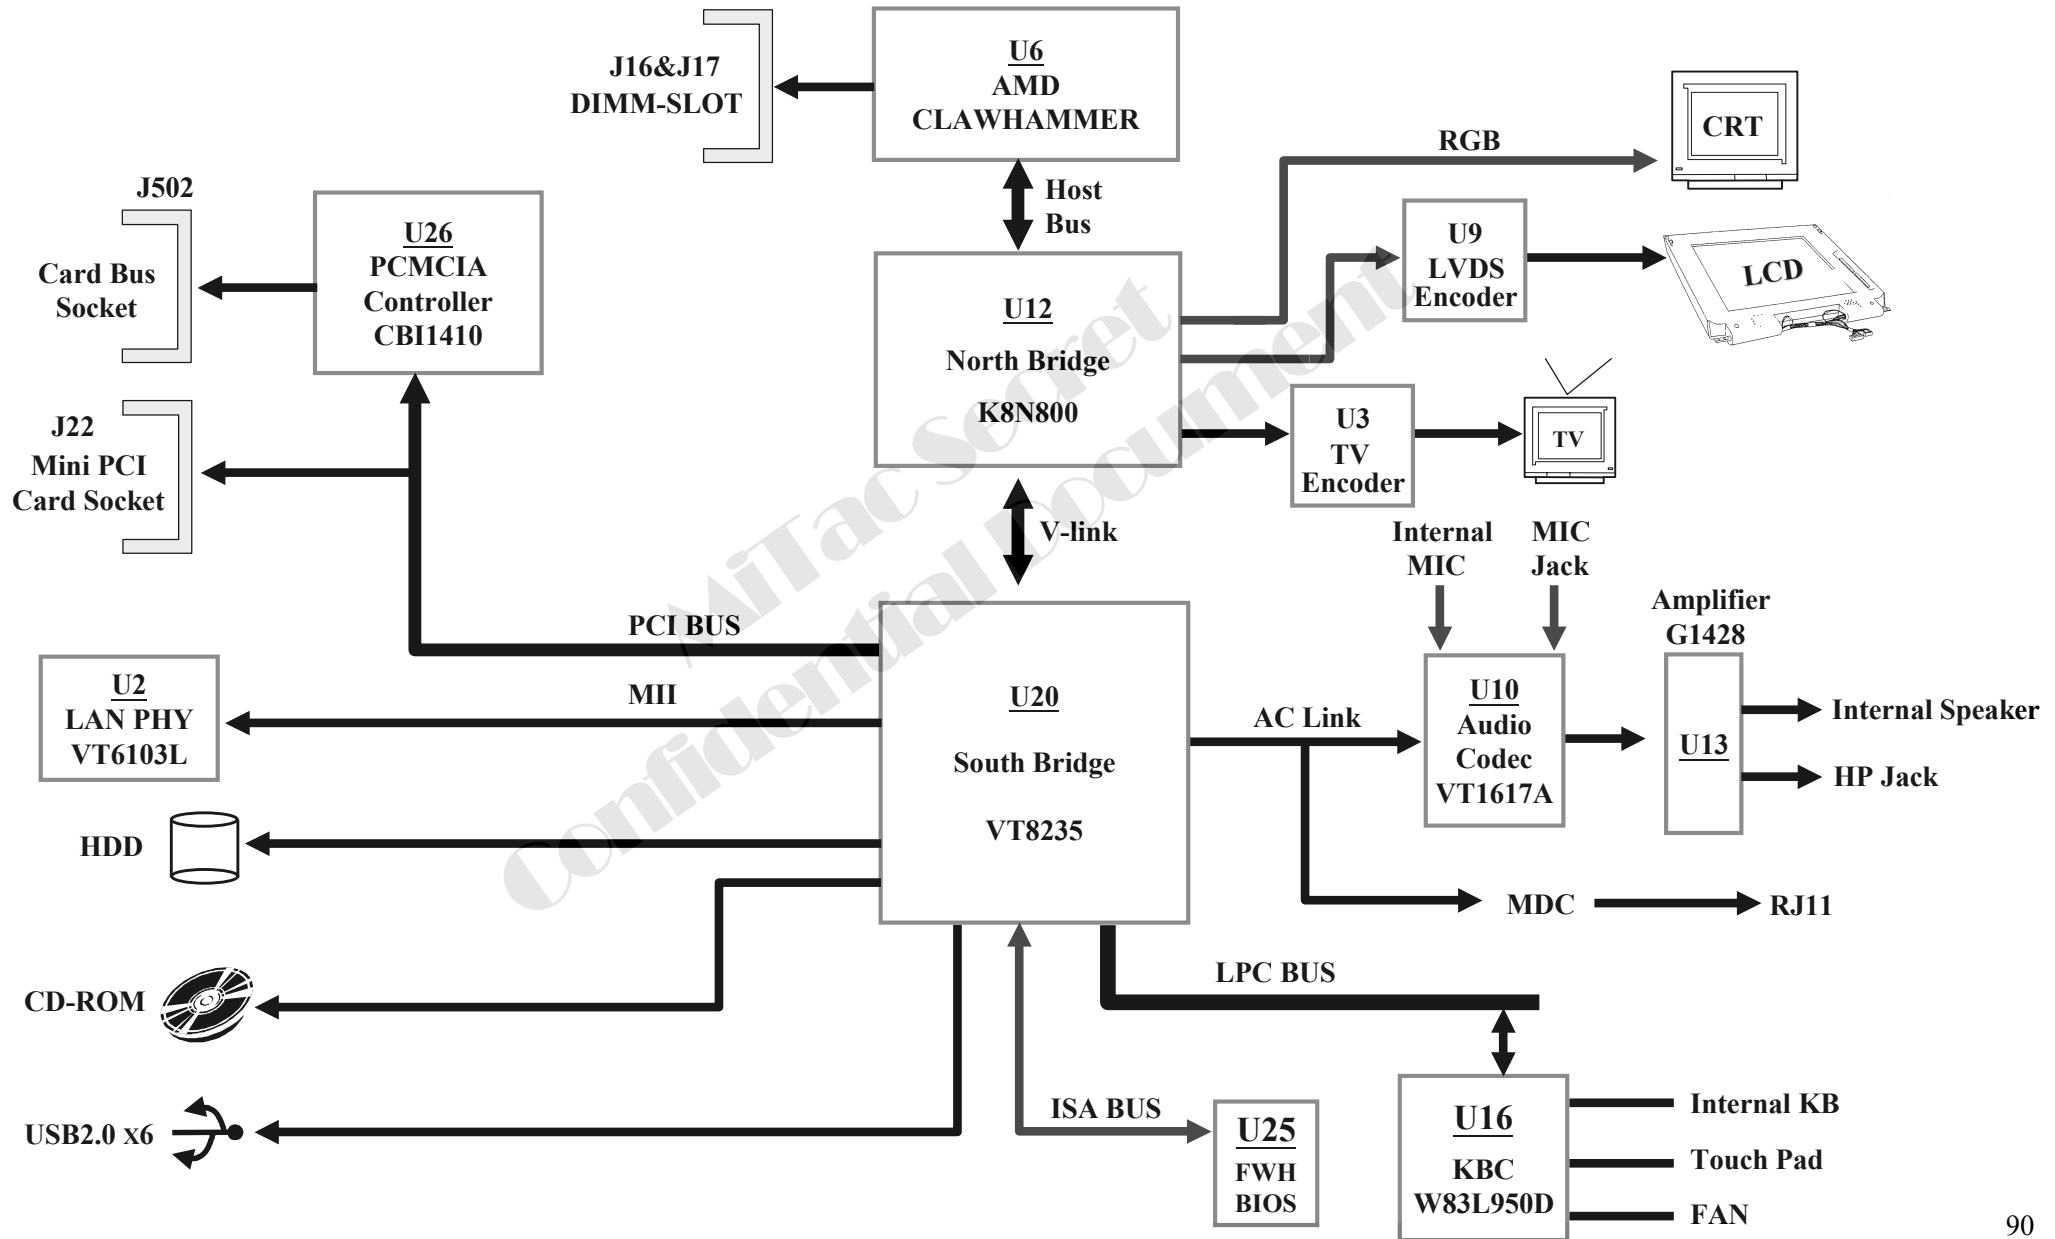 J16&J17
DIMM-SLOT
U6
AMD
CLAWHAMMER
Host
Bus
RGB
CRT
J502
Card Bus
Socket
U26
PCMCIA
Controller
CBI1410
U12
North Bridge
K8N800
U9
LVDS
Encoder
LCD
J22
Mini PCI
Card Socket
U3
TV
Encoder
TV
V-link
Internal
MIC
MIC
Jack
Amplifier
G1428
PCI BUS
MII
U2
LAN PHY
VT6103L
U20
South Bridge
VT8235
AC Link
U10
Audio
Codec
VT1617A
U13
Internal Speaker
HP Jack
HDD
MDC
RJ11
CD-ROM
LPC BUS
USB2.0 X6
ISA BUS
U25
FWH
BIOS
U16
KBC
W83L950D
Internal KB
Touch Pad
FAN
MiTac Secret
Confidential Document
90